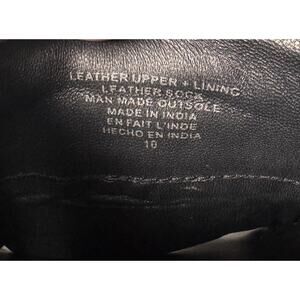 LEATHER UPPER + LINING
LEATHER SOCK
MAN MADE OUTSOLE
MADE IN INDIA
EN FAIT L'INDE
HECHO EN INDIA
10